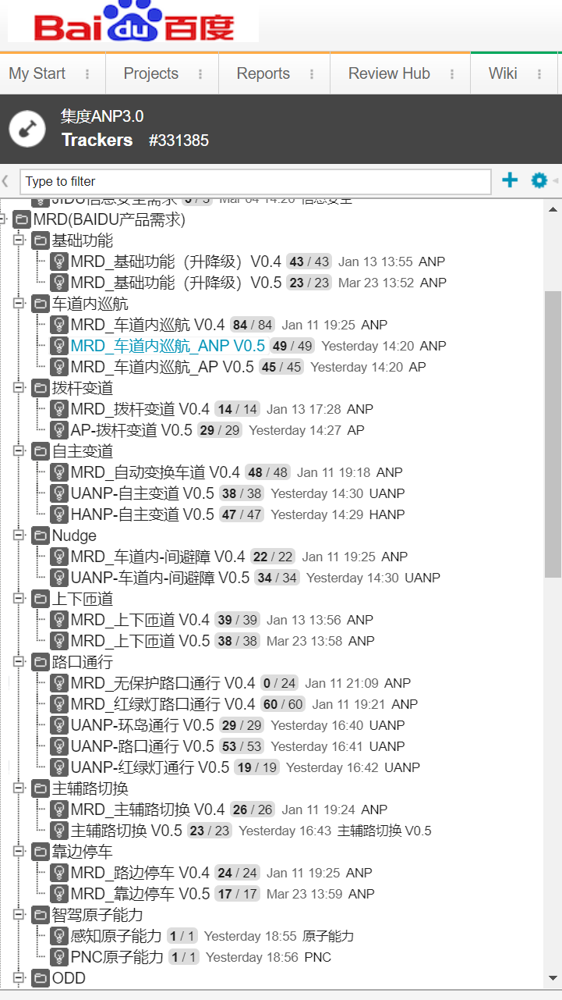 Bai du 百度
My Start Projects Reports Review Hub Wiki
集度ANP3.0
Trackers #331385
Type to filter
JIDU信息安全需求 5 / 5 Mar 04 14:20 信息安全
MRD(BAIDU产品需求)
基础功能
MRD_基础功能（升降级）V0.4 43 / 43 Jan 13 13:55 ANP
MRD_基础功能（升降级）V0.5 23 / 23 Mar 23 13:52 ANP
车道内巡航
MRD_车道内巡航 V0.4 84 / 84 Jan 11 19:25 ANP
MRD_车道内巡航_ANP V0.5 49 / 49 Yesterday 14:20 ANP
MRD_车道内巡航_AP V0.5 45 / 45 Yesterday 14:20 AP
拨杆变道
MRD_拨杆变道 V0.4 14 / 14 Jan 13 17:28 ANP
AP-拨杆变道 V0.5 29 / 29 Yesterday 14:27 AP
自主变道
MRD_自动变换车道 V0.4 48 / 48 Jan 11 19:18 ANP
UANP-自主变道 V0.5 38 / 38 Yesterday 14:30 UANP
HANP-自主变道 V0.5 47 / 47 Yesterday 14:29 HANP
Nudge
MRD_车道内-间避障 V0.4 22 / 22 Jan 11 19:25 ANP
UANP-车道内-间避障 V0.5 34 / 34 Yesterday 14:30 UANP
上下匝道
MRD_上下匝道 V0.4 39 / 39 Jan 13 13:56 ANP
MRD_上下匝道 V0.5 38 / 38 Mar 23 13:58 ANP
路口通行
MRD_无保护路口通行 V0.4 0 / 24 Jan 11 21:09 ANP
MRD_红绿灯路口通行 V0.4 60 / 60 Jan 11 19:21 ANP
UANP-环岛通行 V0.5 29 / 29 Yesterday 16:40 UANP
UANP-路口通行 V0.5 53 / 53 Yesterday 16:41 UANP
UANP-红绿灯通行 V0.5 19 / 19 Yesterday 16:42 UANP
主辅路切换
MRD_主辅路切换 V0.4 26 / 26 Jan 11 19:24 ANP
主辅路切换 V0.5 23 / 23 Yesterday 16:43 主辅路切换 V0.5
靠边停车
MRD_路边停车 V0.4 24 / 24 Jan 11 19:25 ANP
MRD_靠边停车 V0.5 17 / 17 Mar 23 13:59 ANP
智驾原子能力
感知原子能力 1 / 1 Yesterday 18:55 原子能力
PNC原子能力 1 / 1 Yesterday 18:56 PNC
ODD